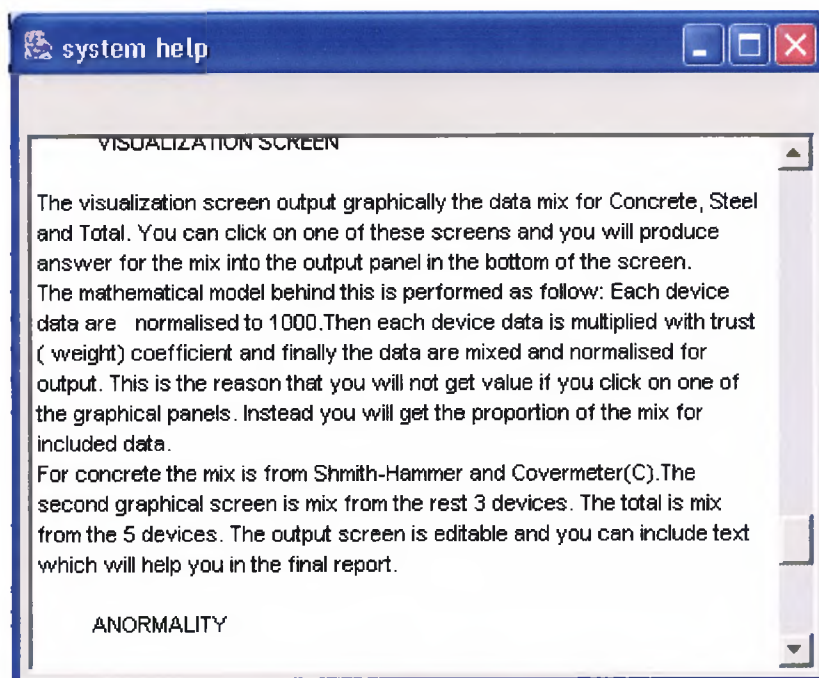 system help
VISUALIZATION SCREEN
The visualization screen output graphically the data mix for Concrete, Steel
and Total. You can click on one of these screens and you will produce
answer for the mix into the output panel in the bottom of the screen.
The mathematical model behind this is performed as follow: Each device
data are   normalised to 1000.Then each device data is multiplied with trust
( weight) coefficient and finally the data are mixed and normalised for
output. This is the reason that you will not get value if you click on one of
the graphical panels. Instead you will get the proportion of the mix for
included data.
For concrete the mix is from Shmith-Hammer and Covermeter(C).The
second graphical screen is mix from the rest 3 devices. The total is mix
from the 5 devices. The output screen is editable and you can include text
which will help you in the final report.
ANORMALITY